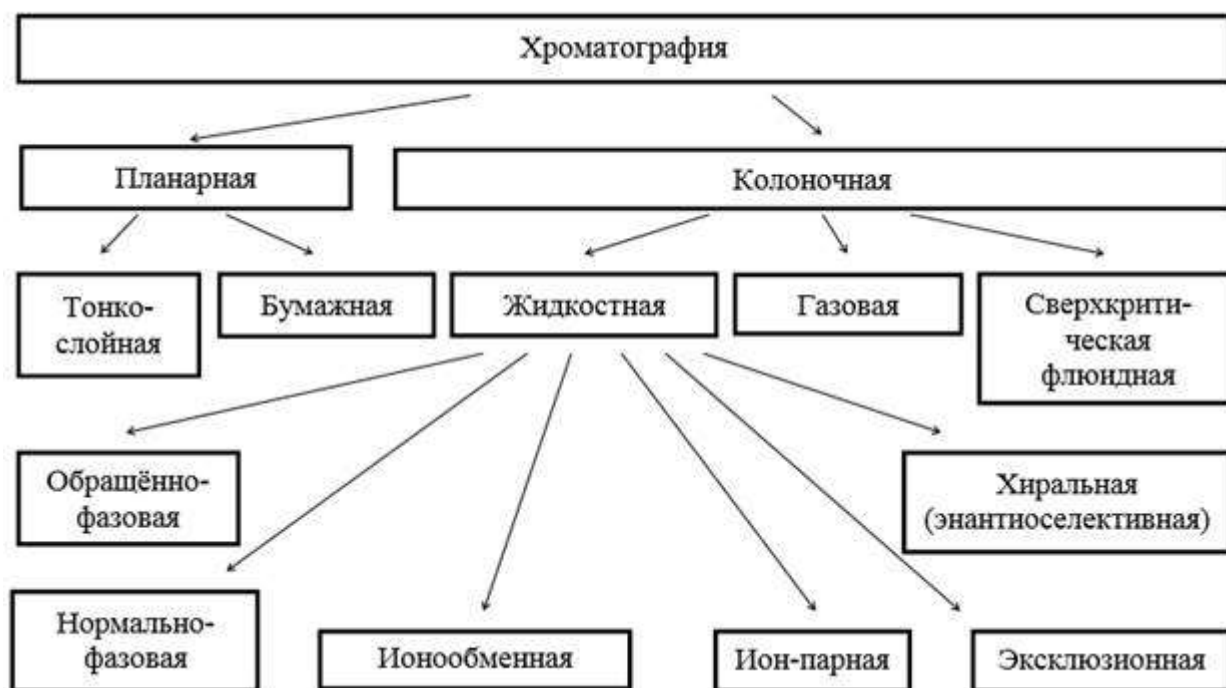 Хроматография
Планарная
Колоночная
Тонко-
слойная
Бумажная
Жидкостная
Газовая
Сверхкрити-
ческая
флюидная
Обращённо-
фазовая
Хиральная
(энантиоселективная)
Нормально-
фазовая
Ионообменная
Ион-парная
Эксклюзионная